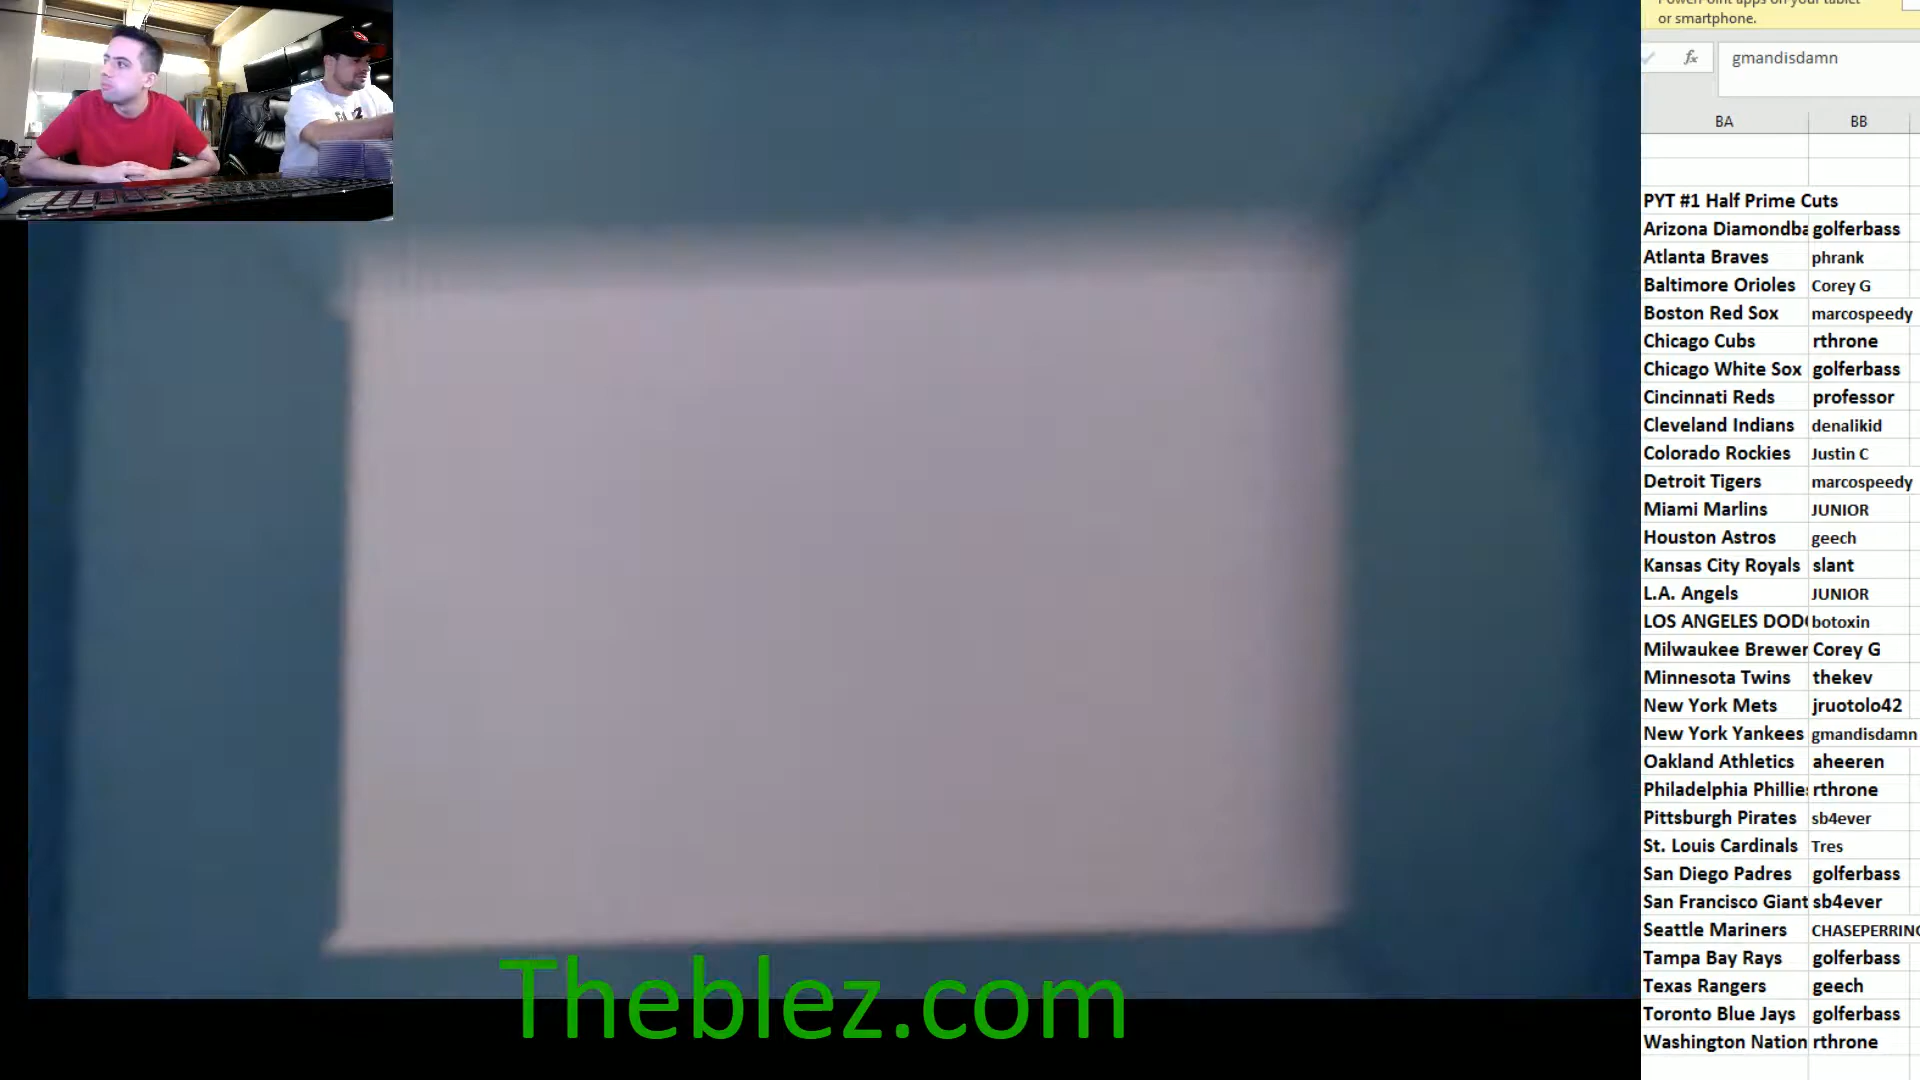 or smartphone.
fx
gmandisdamn
BA BB
PYT #1 Half Prime Cuts
Arizona Diamondba golferbass
Atlanta Braves phrank
Baltimore Orioles Corey G
Boston Red Sox marcospeedy
Chicago Cubs rthrone
Chicago White Sox golferbass
Cincinnati Reds professor
Cleveland Indians denalikid
Colorado Rockies Justin C
Detroit Tigers marcospeedy
Miami Marlins JUNIOR
Houston Astros geech
Kansas City Royals slant
L.A. Angels JUNIOR
LOS ANGELES DOD botoxin
Milwaukee Brewer Corey G
Minnesota Twins thekev
New York Mets jruotolo42
New York Yankees gmandisdamn
Oakland Athletics aheeren
Philadelphia Phillies rthrone
Pittsburgh Pirates sb4ever
St. Louis Cardinals Tres
San Diego Padres golferbass
San Francisco Giant sb4ever
Seattle Mariners CHASEPERRING
Tampa Bay Rays golferbass
Texas Rangers geech
Toronto Blue Jays golferbass
Washington Nation rthrone
Theblez.com